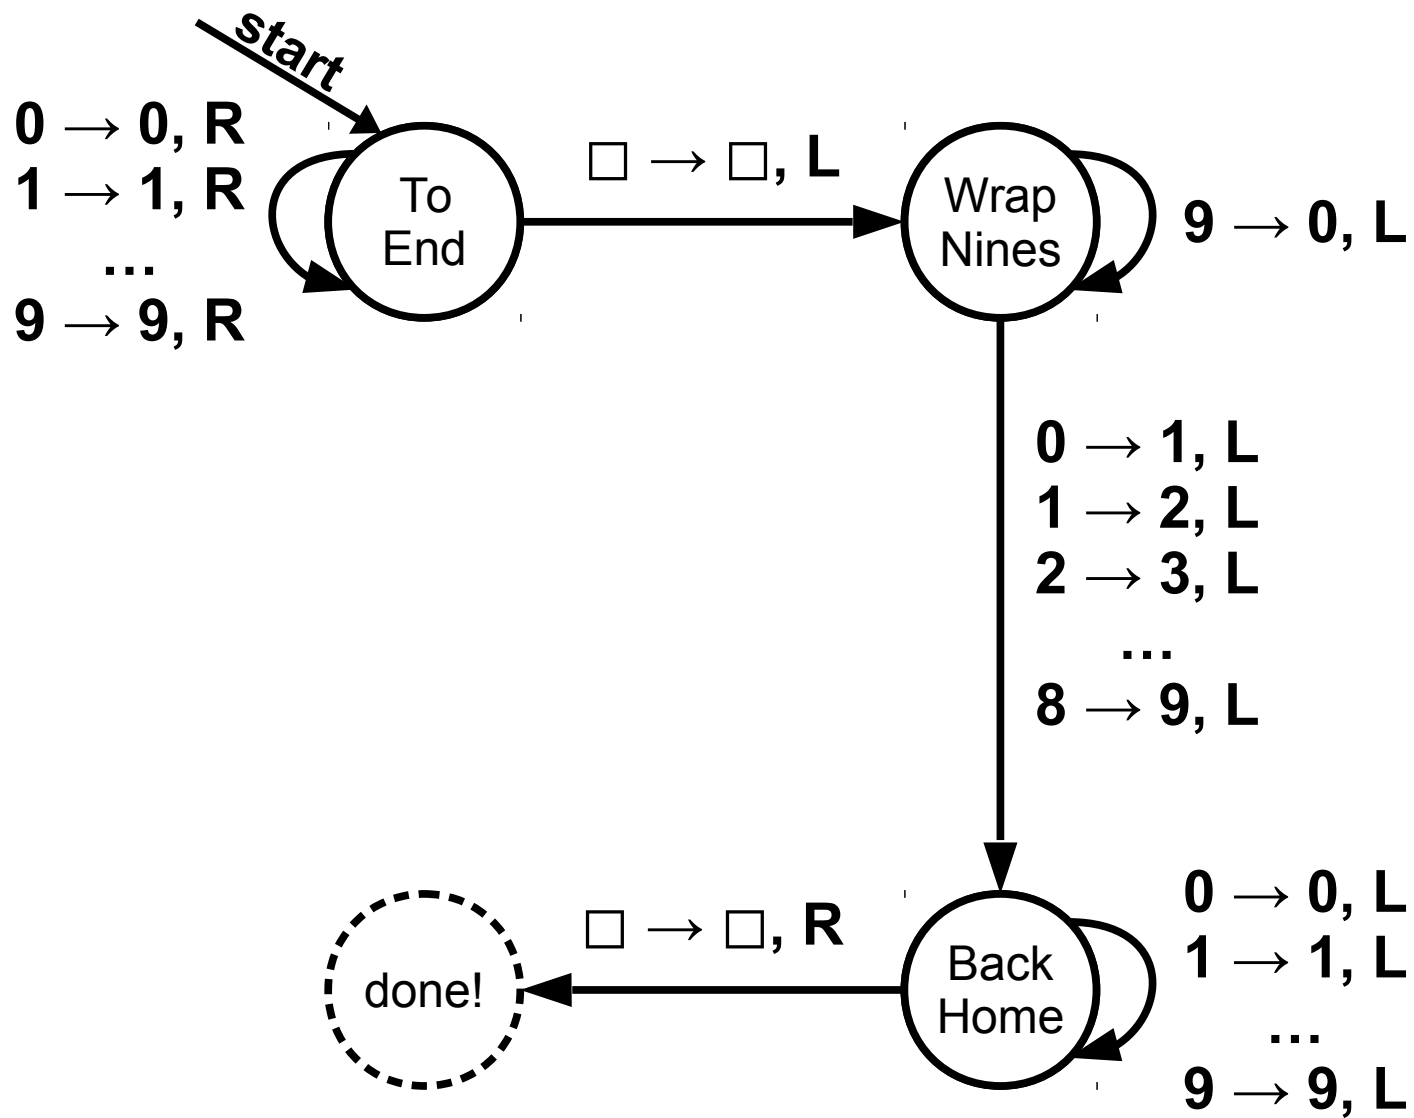 start
0 → 0, R
1 → 1, R
...
9 → 9, R
To
End
□ → □, L
Wrap
Nines
9 → 0, L
0 → 1, L
1 → 2, L
2 → 3, L
...
8 → 9, L
Back
Home
0 → 0, L
1 → 1, L
...
9 → 9, L
□ → □, R
done!